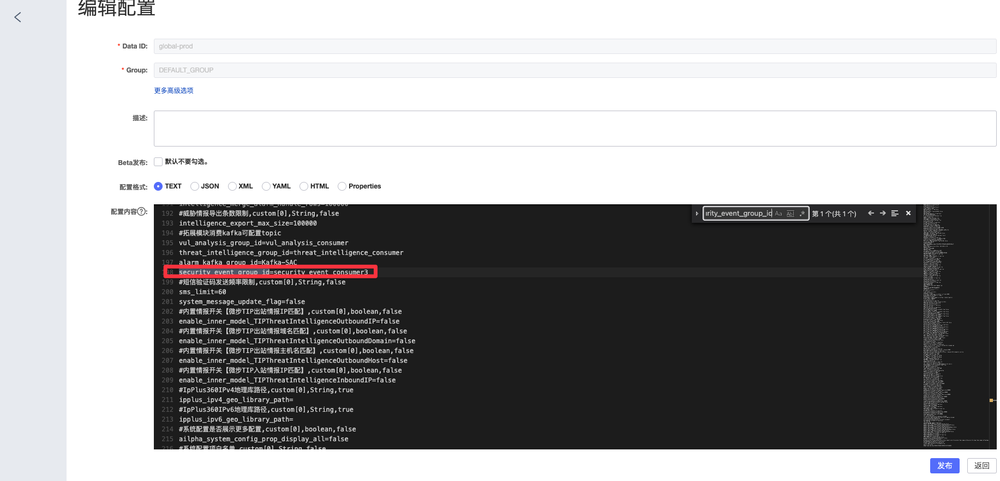 编辑配置
* Data ID:
global-prod
* Group:
DEFAULT_GROUP
更多高级选项
描述:
Beta发布:
默认不要勾选。
配置格式:
TEXT
JSON
XML
YAML
HTML
Properties
配置内容?:
rity_event_group_id
Aa
Abl
.*
第 1 个(共 1 个)
191 intelligence_merge_alarm_handle_rows=100000
192 #威胁情报导出条数限制,custom[0],String,false
193 intelligence_export_max_size=100000
194 #拓展模块消费kafka可配置topic
195 vul_analysis_group_id=vul_analysis_consumer
196 threat_intelligence_group_id=threat_intelligence_consumer
197 alarm_kafka_group_id=Kafka-SAC
198 security_event_group_id=security_event_consumer3
199 #短信验证码发送频率限制,custom[0],String,false
200 sms_limit=60
201 system_message_update_flag=false
202 #内置情报开关【微步TIP出站情报IP匹配】,custom[0],boolean,false
203 enable_inner_model_TIPThreatIntelligenceOutboundIP=false
204 #内置情报开关【微步TIP出站情报域名匹配】,custom[0],boolean,false
205 enable_inner_model_TIPThreatIntelligenceOutboundDomain=false
206 #内置情报开关【微步TIP出站情报主机名匹配】,custom[0],boolean,false
207 enable_inner_model_TIPThreatIntelligenceOutboundHost=false
208 #内置情报开关【微步TIP入站情报IP匹配】,custom[0],boolean,false
209 enable_inner_model_TIPThreatIntelligenceInboundIP=false
210 #IpPlus360IPv4地理库路径,custom[0],String,true
211 ipplus_ipv4_geo_library_path=
212 #IpPlus360IPv6地理库路径,custom[0],String,true
213 ipplus_ipv6_geo_library_path=
214 #系统配置是否展示更多配置,custom[0],boolean,false
215 ailpha_system_config_prop_display_all=false
216 #系统配置项白名单,custom[0],String,false
发布
返回